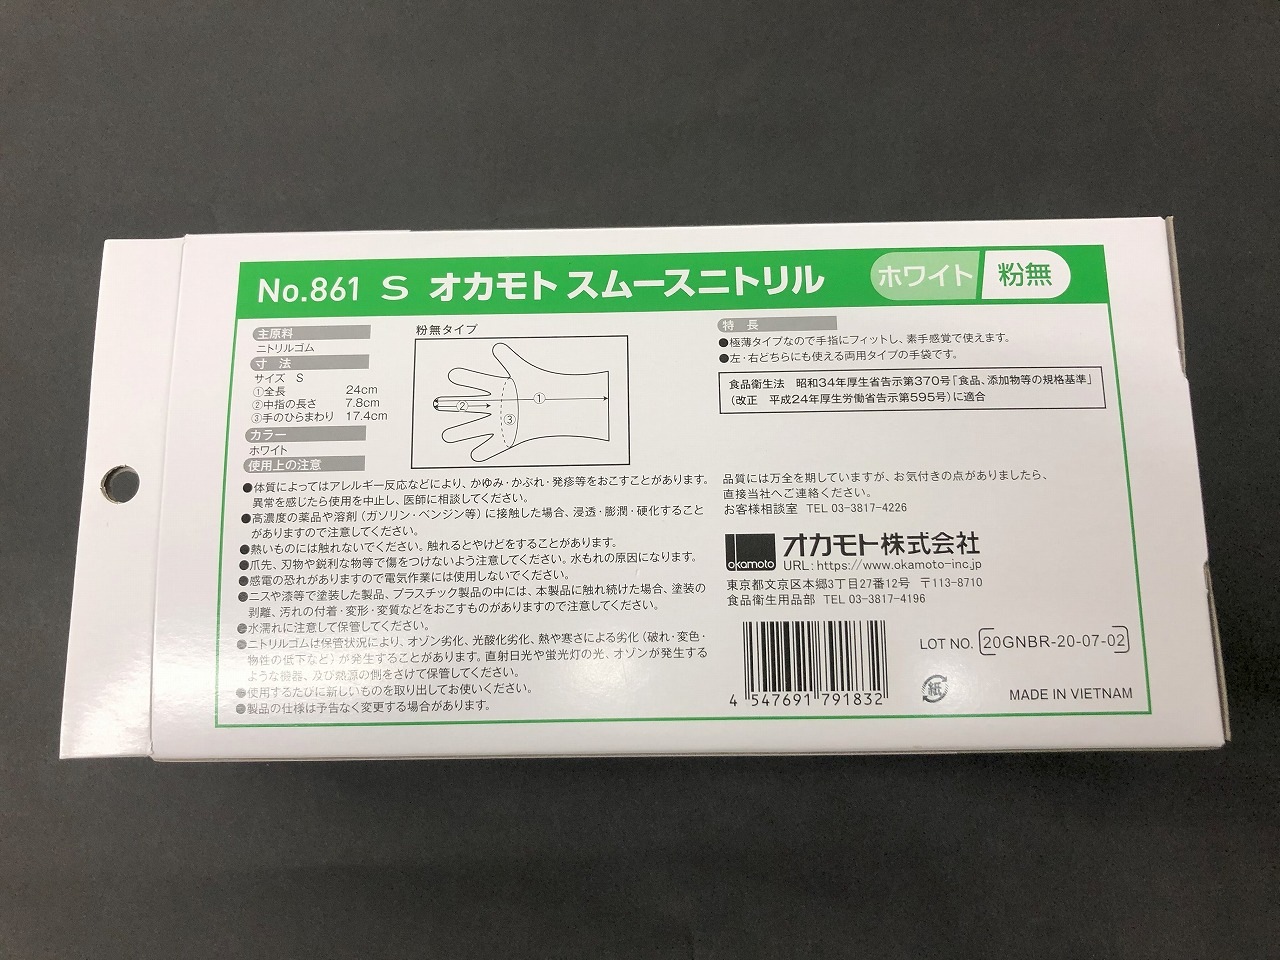 No.861 S オカモト スムースニトリル ホワイト 粉無
主原料
ニトリルゴム
寸 法
サイズ S
①全長 24cm
②中指の長さ 7.8cm
③手のひらまわり 17.4cm
カラー
ホワイト
使用上の注意
粉無タイプ
①
②
③
特 長
●極薄タイプなので手指にフィットし、素手感覚で使えます。
●左・右どちらにも使える両用タイプの手袋です。
食品衛生法 昭和34年厚生省告示第370号「食品、添加物等の規格基準」
（改正 平成24年厚生労働省告示第595号）に適合
●体質によってはアレルギー反応などにより、かゆみ・かぶれ・発疹等をおこすことがあります。
異常を感じたら使用を中止し、医師に相談してください。
●高濃度の薬品や溶剤（ガソリン・ベンジン等）に接触した場合、浸透・膨潤・硬化すること
がありますので注意してください。
●熱いものには触れないでください。触れるとやけどをすることがあります。
●爪先、刃物や鋭利な物等で傷をつけないよう注意してください。水もれの原因になります。
●感電の恐れがありますので電気作業には使用しないでください。
●ニスや漆等で塗装した製品、プラスチック製品の中には、本製品に触れ続けた場合、塗装の
剥離、汚れの付着・変形・変質などをおこすものがありますので注意してください。
●水濡れに注意して保管してください。
●ニトリルゴムは保管状況により、オゾン劣化、光酸化劣化、熱や寒さによる劣化（破れ・変色・
物性の低下など）が発生することがあります。直射日光や蛍光灯の光、オゾンが発生する
ような機器、及び熱源の側をさけて保管してください。
●使用するたびに新しいものを取り出してお使いください。
●製品の仕様は予告なく変更する場合があります。
品質には万全を期していますが、お気付きの点がありましたら、
直接当社へご連絡ください。
お客様相談室 TEL 03-3817-4226
okamoto
オカモト株式会社
URL：https://www.okamoto-inc.jp
東京都文京区本郷3丁目27番12号 〒113-8710
食品衛生用品部 TEL 03-3817-4196
4 547691 791832
LOT NO. 20GNBR-20-07-02
紙
MADE IN VIETNAM